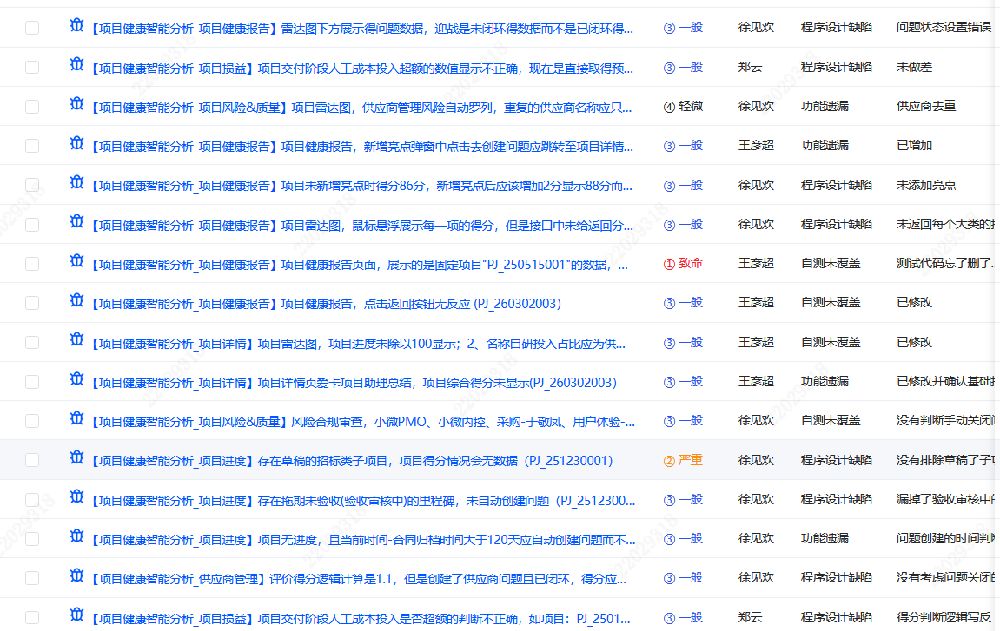 【项目健康智能分析_项目健康报告】雷达图下方展示得问题数据，迎战是未闭环得数据而不是已闭环得... ③ 一般 徐见欢 程序设计缺陷 问题状态设置错误
【项目健康智能分析_项目损益】项目交付阶段人工成本投入超额的数值显示不正确，现在是直接取得预... ③ 一般 郑云 程序设计缺陷 未做差
【项目健康智能分析_项目风险&质量】项目雷达图，供应商管理风险自动罗列，重复的供应商名称应只... ④ 轻微 徐见欢 功能遗漏 供应商去重
【项目健康智能分析_项目健康报告】项目健康报告，新增亮点弹窗中点击去创建问题应跳转至项目详情... ③ 一般 王彦超 功能遗漏 已增加
【项目健康智能分析_项目健康报告】项目未新增亮点时得分86分，新增亮点后应该增加2分显示88分而... ③ 一般 徐见欢 程序设计缺陷 未添加亮点
【项目健康智能分析_项目健康报告】项目雷达图，鼠标悬浮展示每一项的得分，但是接口中未给返回分... ③ 一般 徐见欢 程序设计缺陷 未返回每个大类的
【项目健康智能分析_项目健康报告】项目健康报告页面，展示的是固定项目"PJ_250515001"的数据，... ① 致命 王彦超 自测未覆盖 测试代码忘了删了...
【项目健康智能分析_项目健康报告】项目健康报告，点击返回按钮无反应 (PJ_260302003) ③ 一般 王彦超 自测未覆盖 已修改
【项目健康智能分析_项目详情】项目雷达图，项目进度未除以100显示；2、名称自研投入占比应为供... ③ 一般 王彦超 自测未覆盖 已修改
【项目健康智能分析_项目详情】项目详情页爱卡项目助理总结，项目综合得分未显示(PJ_260302003) ③ 一般 王彦超 功能遗漏 已修改并确认基础
【项目健康智能分析_项目风险&质量】风险合规审查，小微PMO、小微内控、采购-于敬凤、用户体验-... ③ 一般 徐见欢 自测未覆盖 没有判断手动关闭
【项目健康智能分析_项目进度】存在草稿的招标类子项目，项目得分情况会无数据（PJ_251230001） ② 严重 徐见欢 程序设计缺陷 没有排除草稿了子
【项目健康智能分析_项目进度】存在拖期未验收(验收审核中)的里程碑，未自动创建问题（PJ_2512300... ③ 一般 徐见欢 程序设计缺陷 漏掉了验收审核中
【项目健康智能分析_项目进度】项目无进度，且当前时间-合同归档时间大于120天应自动创建问题而不... ③ 一般 徐见欢 功能遗漏 问题创建的时间判
【项目健康智能分析_供应商管理】评价得分逻辑计算是1.1，但是创建了供应商问题且已闭环，得分应... ③ 一般 徐见欢 程序设计缺陷 没有考虑问题关闭
【项目健康智能分析_项目损益】项目交付阶段人工成本投入是否超额的判断不正确，如项目：PJ_2501... ③ 一般 郑云 程序设计缺陷 得分判断逻辑写反